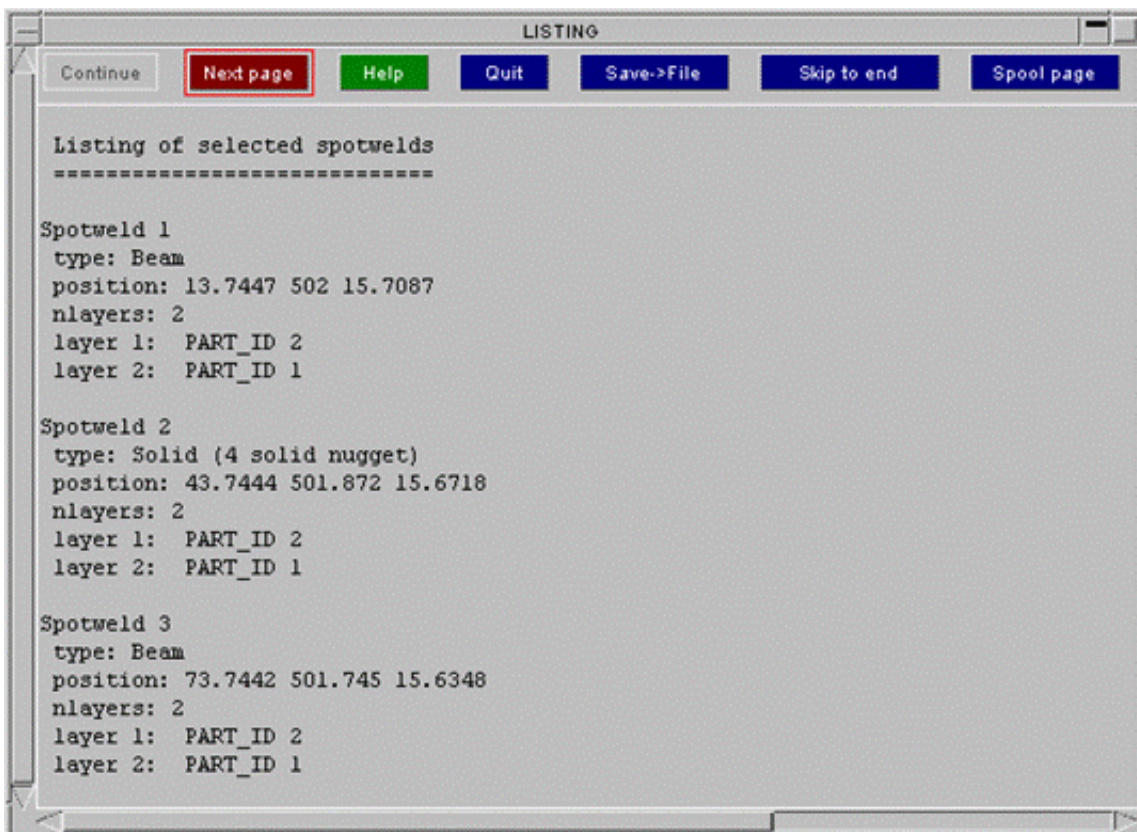 LISTING
Continue Next page Help Quit Save->File Skip to end Spool page
Listing of selected spotwelds
=============================
Spotweld 1
type: Beam
position: 13.7447 502 15.7087
nlayers: 2
layer 1: PART_ID 2
layer 2: PART_ID 1
Spotweld 2
type: Solid (4 solid nugget)
position: 43.7444 501.872 15.6718
nlayers: 2
layer 1: PART_ID 2
layer 2: PART_ID 1
Spotweld 3
type: Beam
position: 73.7442 501.745 15.6348
nlayers: 2
layer 1: PART_ID 2
layer 2: PART_ID 1